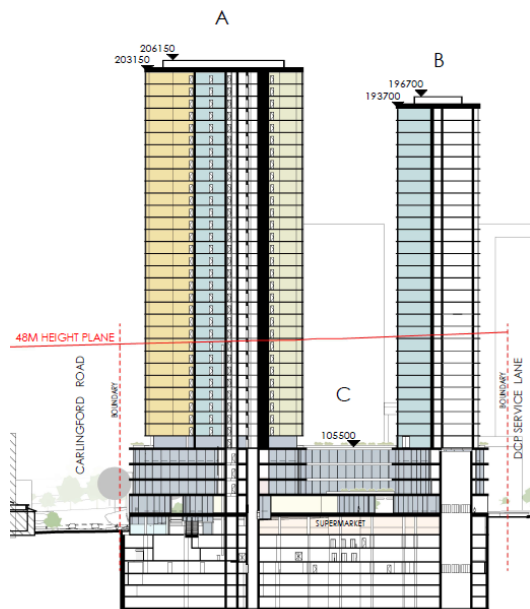 A
206150
203150
B
196700
193700
48M HEIGHT PLANE
CARLINGFORD ROAD
BOUNDARY
C
105500
BOUNDARY
DCP SERVICE LANE
SUPERMARKET